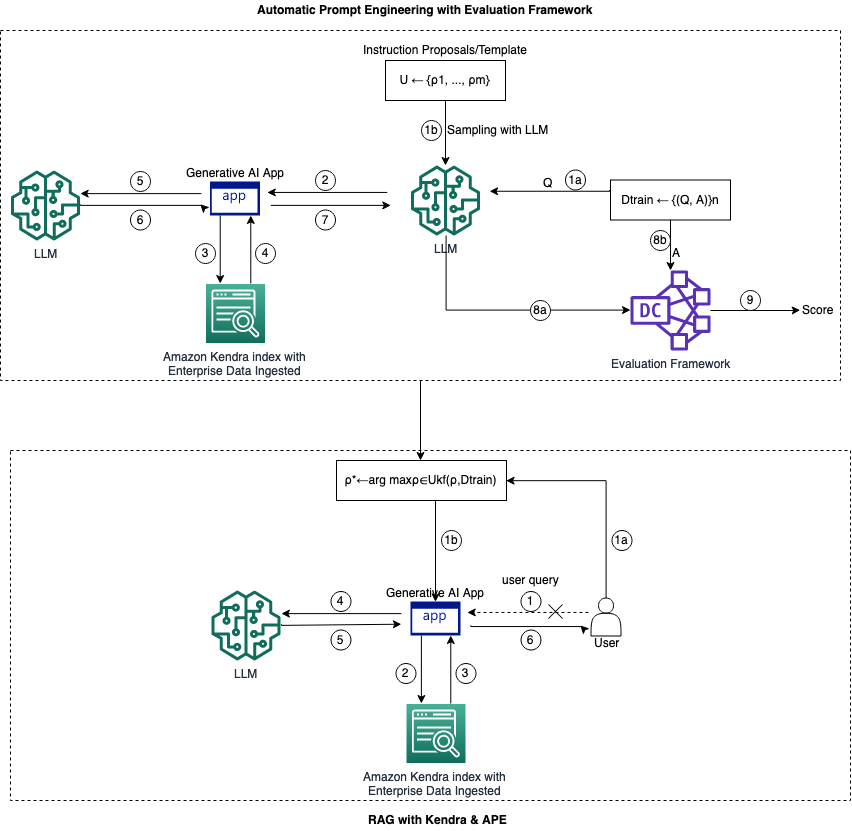 Automatic Prompt Engineering with Evaluation Framework
Instruction Proposals/Template
U ← {ρ1, ..., ρm}
1b
Sampling with LLM
Generative AI App
5
app
2
Q
1a
Dtrain ← {(Q, A)}n
6
7
LLM
LLM
3
4
8b
A
8a
DC
9
Score
Amazon Kendra index with
Enterprise Data Ingested
Evaluation Framework
ρ*←arg maxρ∈Ukf(ρ,Dtrain)
1b
1a
user query
Generative AI App
4
app
1
5
6
User
LLM
2
3
Amazon Kendra index with
Enterprise Data Ingested
RAG with Kendra & APE